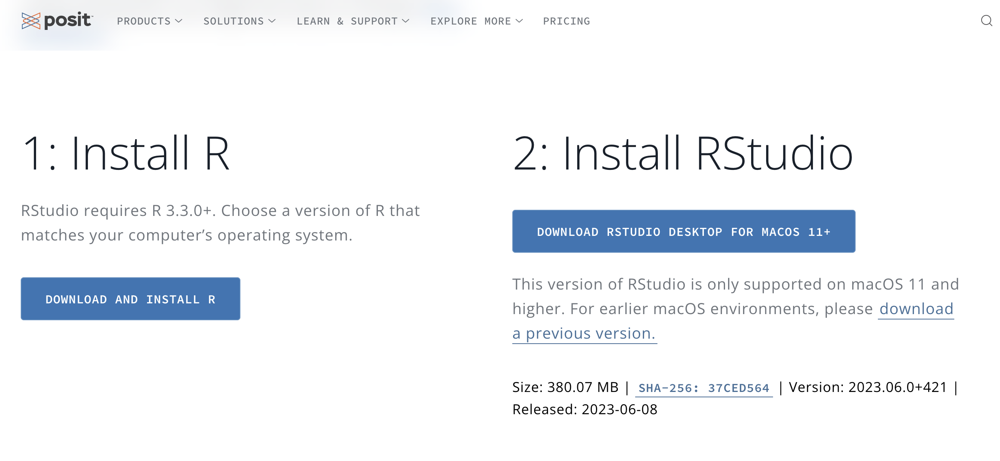 posit™ PRODUCTS SOLUTIONS LEARN & SUPPORT EXPLORE MORE PRICING
1: Install R
RStudio requires R 3.3.0+. Choose a version of R that
matches your computer’s operating system.
DOWNLOAD AND INSTALL R
2: Install RStudio
DOWNLOAD RSTUDIO DESKTOP FOR MACOS 11+
This version of RStudio is only supported on macOS 11 and
higher. For earlier macOS environments, please download
a previous version.
Size: 380.07 MB | SHA-256: 37CED564 | Version: 2023.06.0+421 |
Released: 2023-06-08